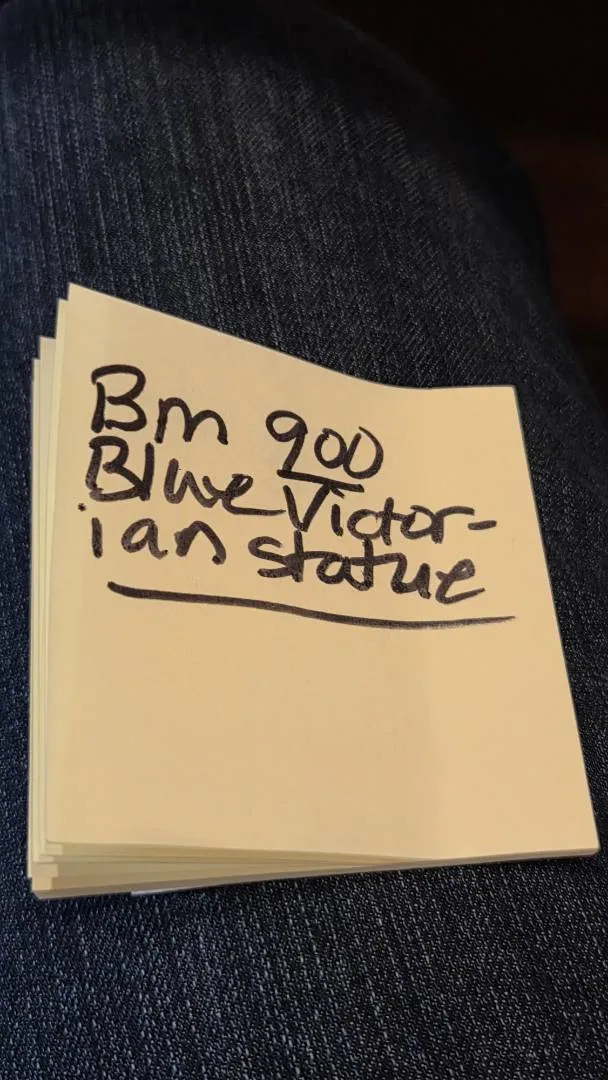 Bm 900
Blue Victor-
ian statue